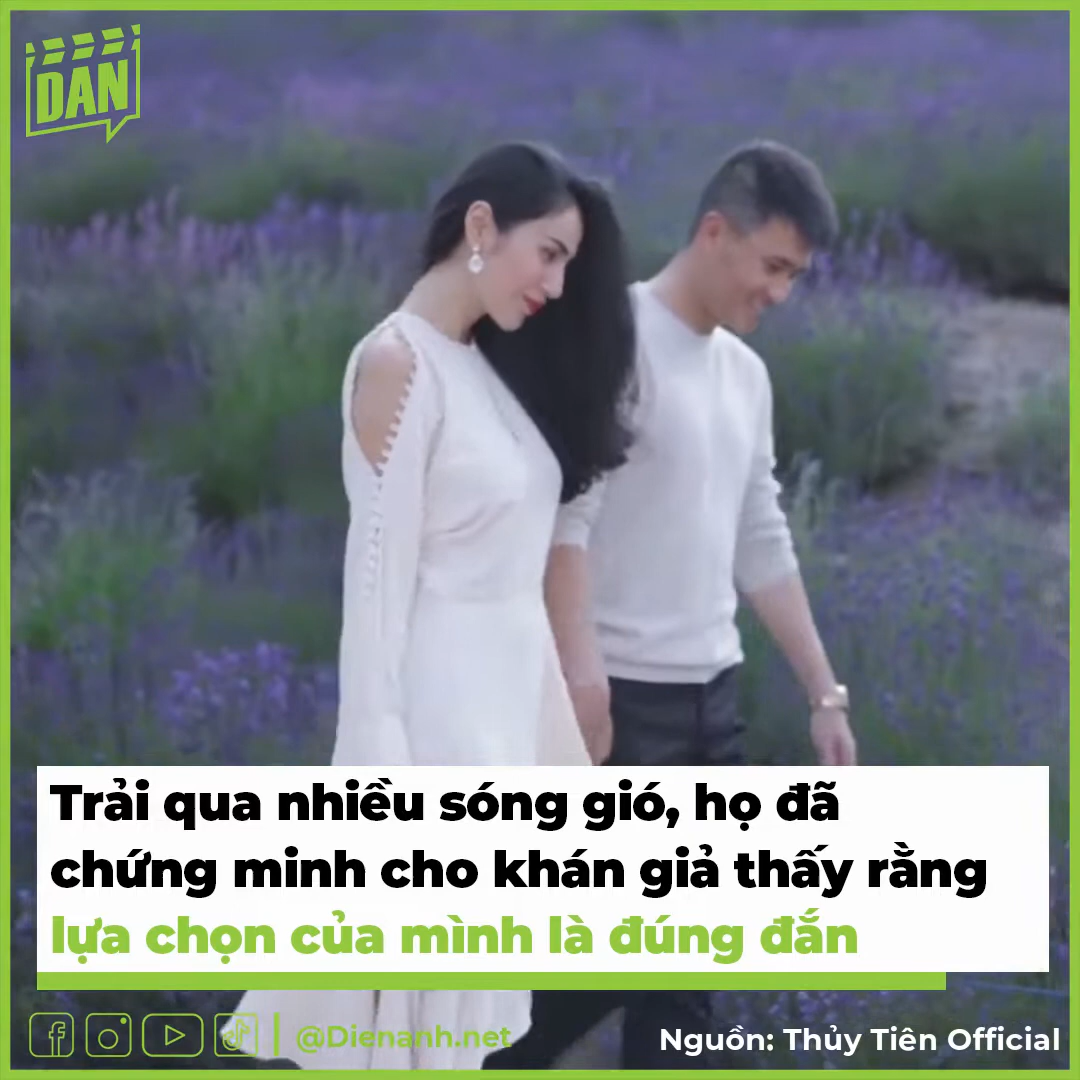 DAN
Trải qua nhiều sóng gió, họ đã
chứng minh cho khán giả thấy rằng
lựa chọn của mình là đúng đắn
@Dienanh.net
Nguồn: Thủy Tiên Official